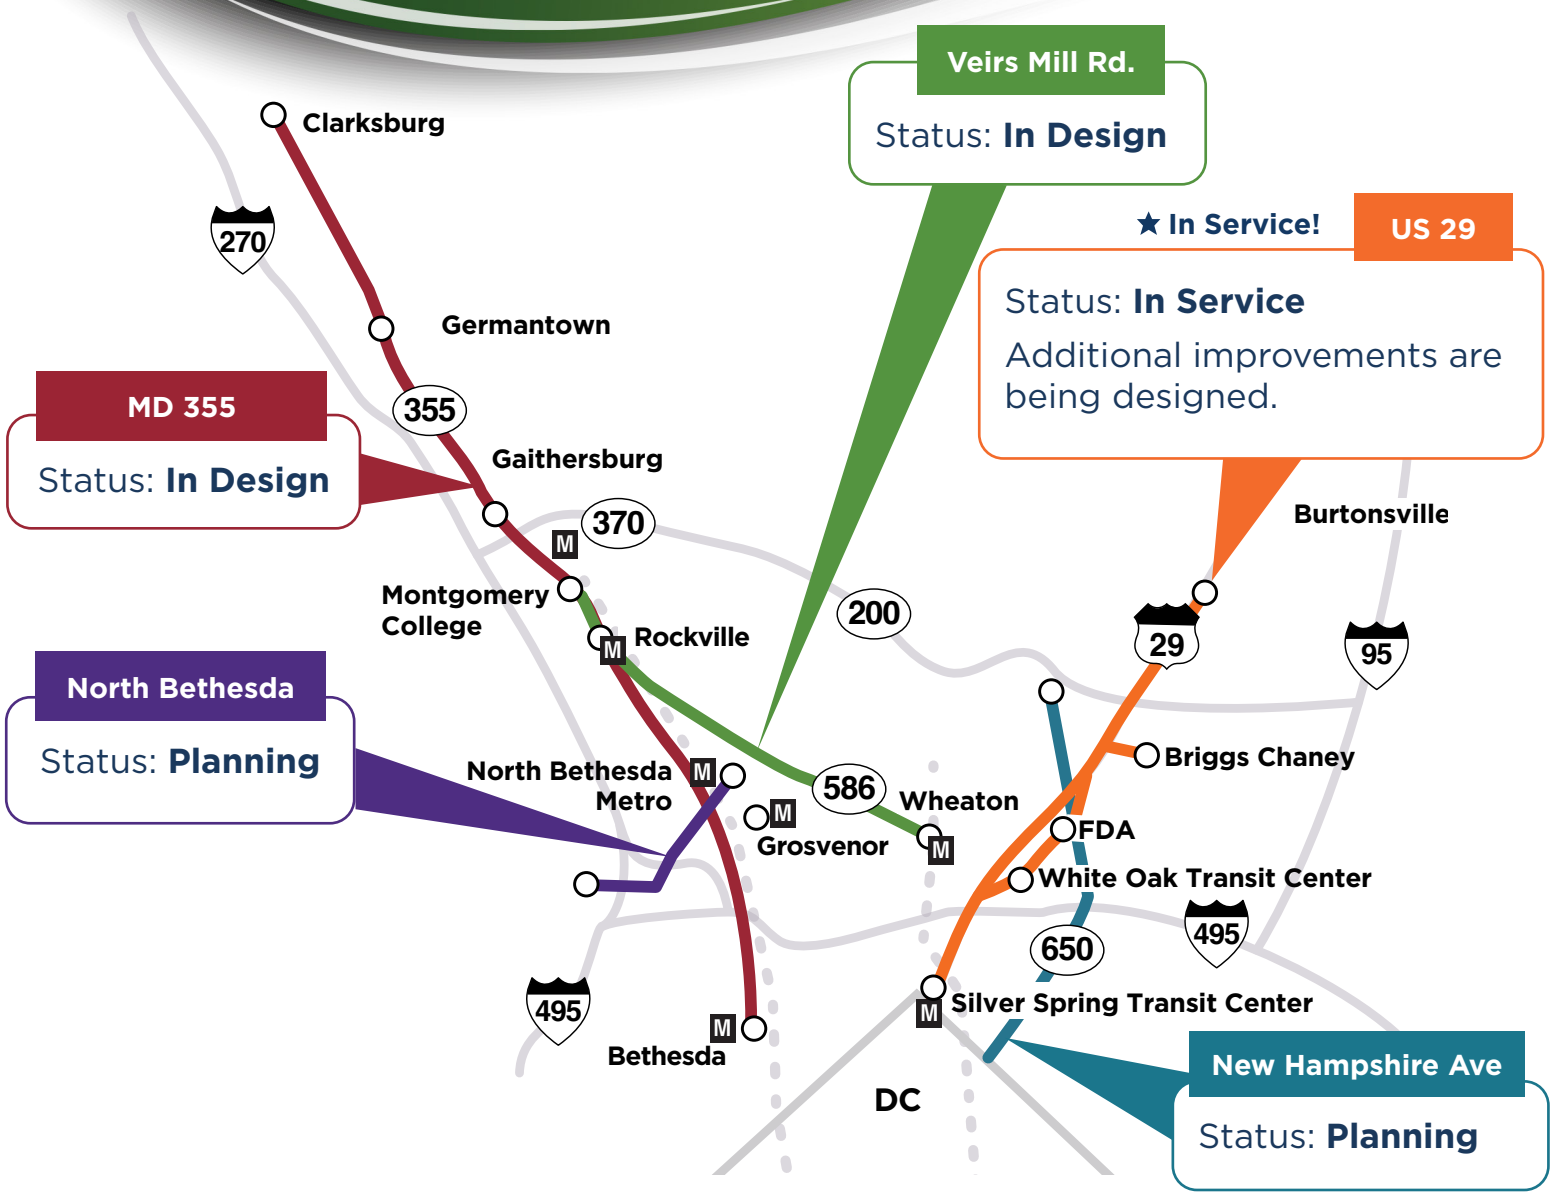 Veirs Mill Rd.
Status: In Design
Clarksburg
★ In Service!
US 29
270
Status: In Service
Additional improvements are
being designed.
Germantown
MD 355
Status: In Design
355
Gaithersburg
370
M
Burtonsville
Montgomery
College
Rockville
M
200
29
95
North Bethesda
Status: Planning
North Bethesda
Metro
M
586
Briggs Chaney
Wheaton
M
Grosvenor
M
FDA
White Oak Transit Center
495
650
495
Silver Spring Transit Center
M
M
Bethesda
DC
New Hampshire Ave
Status: Planning